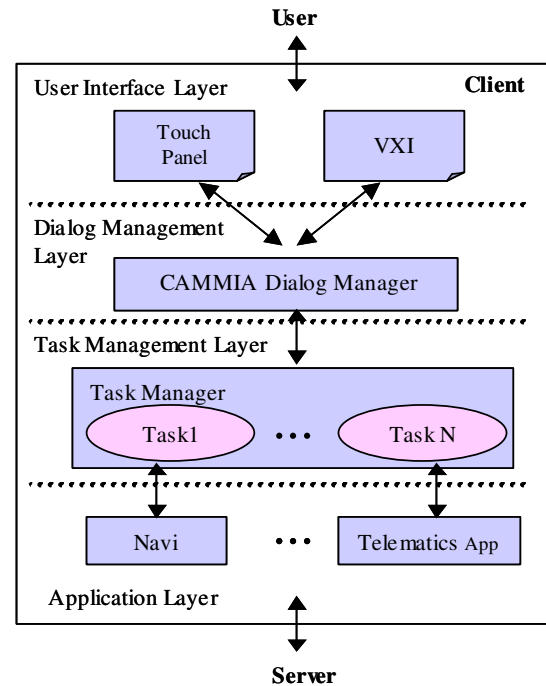 User
User Interface Layer
Client
Touch
Panel
VXI
Dialog Management
Layer
CAMMIA Dialog Manager
Task Management Layer
Task Manager
Task1
• • •
Task N
Navi
• • •
Telematics App
Application Layer
Server